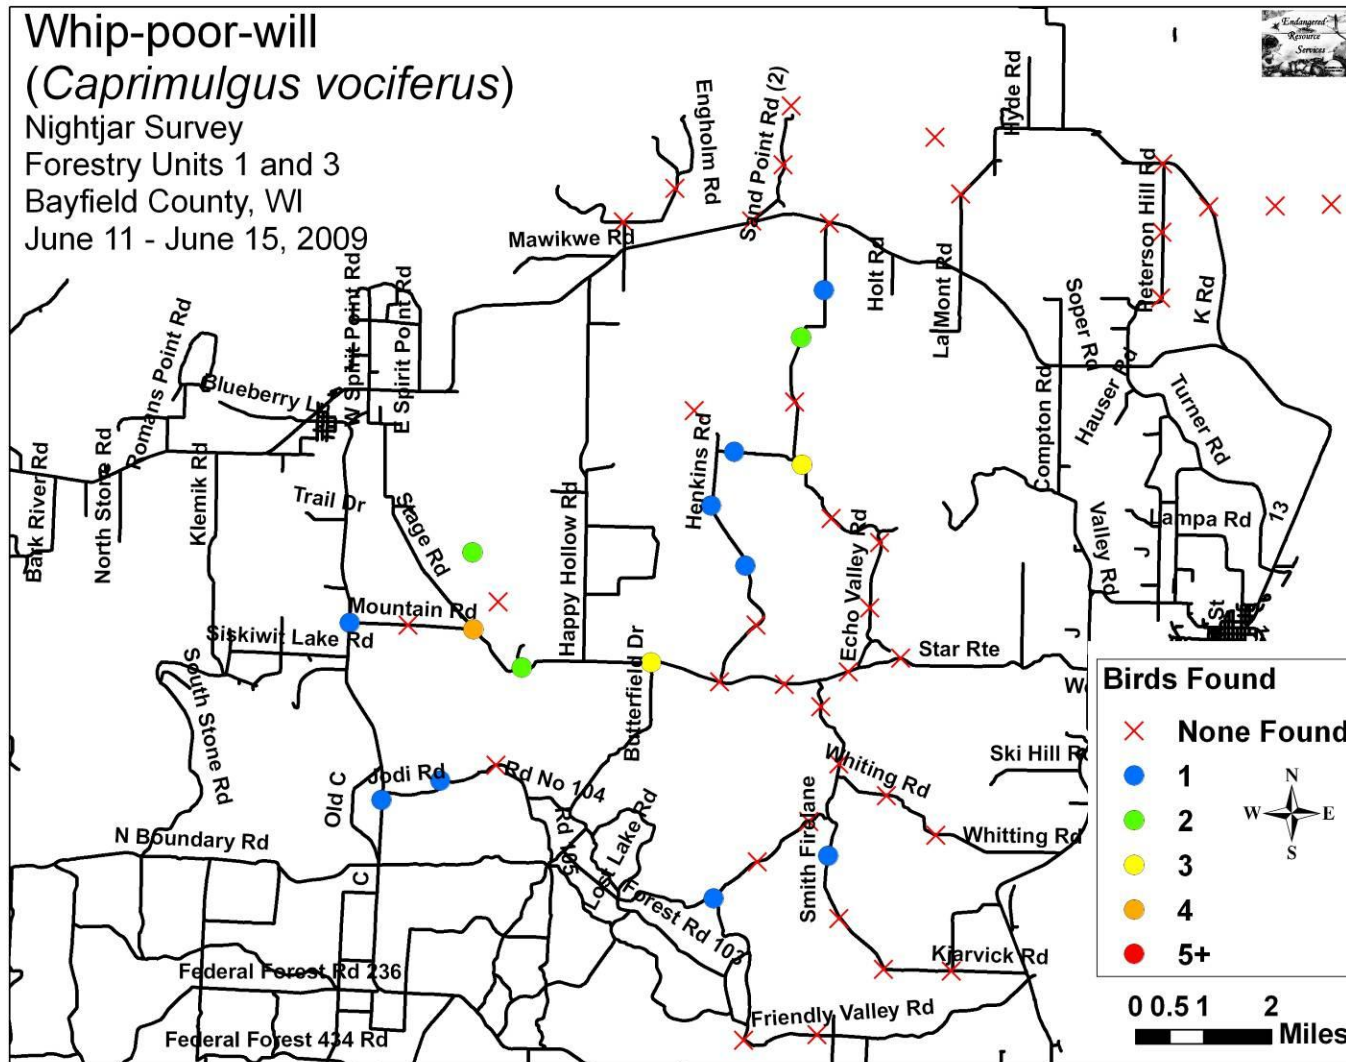 Whip-poor-will
(Caprimulgus vociferus)
Nightjar Survey
Forestry Units 1 and 3
Bayfield County, WI
June 11 - June 15, 2009
Endangered
Resource
Services
Engholm Rd
Sand Point Rd (2)
Hyde Rd
Mawikwe Rd
Holt Rd
La Mont Rd
Peterson Hill Rd
K Rd
Soper Rd
W Spirit Point Rd
E Spirit Point Rd
Romans Point Rd
Blueberry L
Compton Rd
Hauser Rd
Turner Rd
Bark River Rd
North Stone Rd
Klemik Rd
Trail Dr
Stage Rd
Happy Hollow Rd
Henkins Rd
Echo Valley Rd
Valley Rd
Lampa Rd
13
J
J
St
Mountain Rd
Siskiwit Lake Rd
Butterfield Dr
Star Rte
J
South Stone Rd
Old C
Jodi Rd
Rd No 104
Rd 105
Lost Lake Rd
Whiting Rd
Ski Hill R
Whitting Rd
Smith Firelane
N Boundary Rd
C
Forest Rd 103
Kjarvick Rd
Federal Forest Rd 236
Friendly Valley Rd
Federal Forest 434 Rd
Birds Found
None Found
1
2
3
4
5+
N
W E
S
0 0.5 1 2
Miles